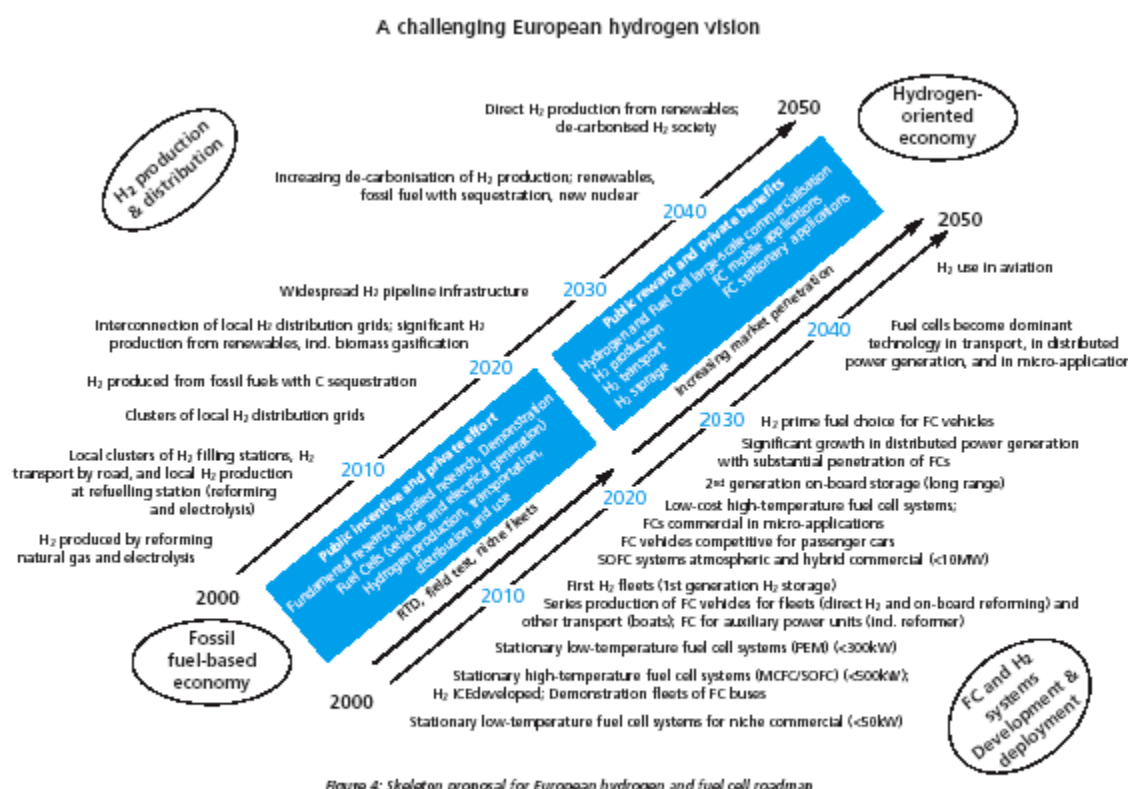 A challenging European hydrogen vision
H₂ production
& distribution
Hydrogen-
oriented
economy
Direct H₂ production from renewables;
de-carbonised H₂ society
2050
Increasing de-carbonisation of H₂ production; renewables,
fossil fuel with sequestration, new nuclear
2040
Widespread H₂ pipeline infrastructure
2030
Interconnection of local H₂ distribution grids; significant H₂
production from renewables, incl. biomass gasification
2020
H₂ produced from fossil fuels with C sequestration
Clusters of local H₂ distribution grids
Local clusters of H₂ filling stations, H₂
transport by road, and local H₂ production
at refuelling station (reforming
and electrolysis)
2010
H₂ produced by reforming
natural gas and electrolysis
2000
Fossil
fuel-based
economy
Public reward and private benefits
Hydrogen and Fuel Cell large-scale commercialisation
H₂ production
H₂ transport
H₂ storage
FC mobile applications
FC stationary applications
Increasing market penetration
Public incentive and private effort
Fundamental research, Applied research, Demonstration
Fuel Cells (vehicles and electrical generation)
Hydrogen production, transportation,
distribution and use
RTD, field test, niche fleets
2050
H₂ use in aviation
2040
Fuel cells become dominant
technology in transport, in distributed
power generation, and in micro-application
2030
H₂ prime fuel choice for FC vehicles
Significant growth in distributed power generation
with substantial penetration of FCs
2nd generation on-board storage (long range)
2020
Low-cost high-temperature fuel cell systems;
FCs commercial in micro-applications
FC vehicles competitive for passenger cars
SOFC systems atmospheric and hybrid commercial (<10MW)
First H₂ fleets (1st generation H₂ storage)
2010
Series production of FC vehicles for fleets (direct H₂ and on-board reforming) and
other transport (boats); FC for auxiliary power units (incl. reformer)
Stationary low-temperature fuel cell systems (PEM) (<300kW)
Stationary high-temperature fuel cell systems (MCFC/SOFC) (<500kW);
H₂ ICEdeveloped; Demonstration fleets of FC buses
2000
Stationary low-temperature fuel cell systems for niche commercial (<50kW)
FC and H₂
systems
Development &
deployment
Figure 4: Skeleton proposal for European hydrogen and fuel cell roadmap